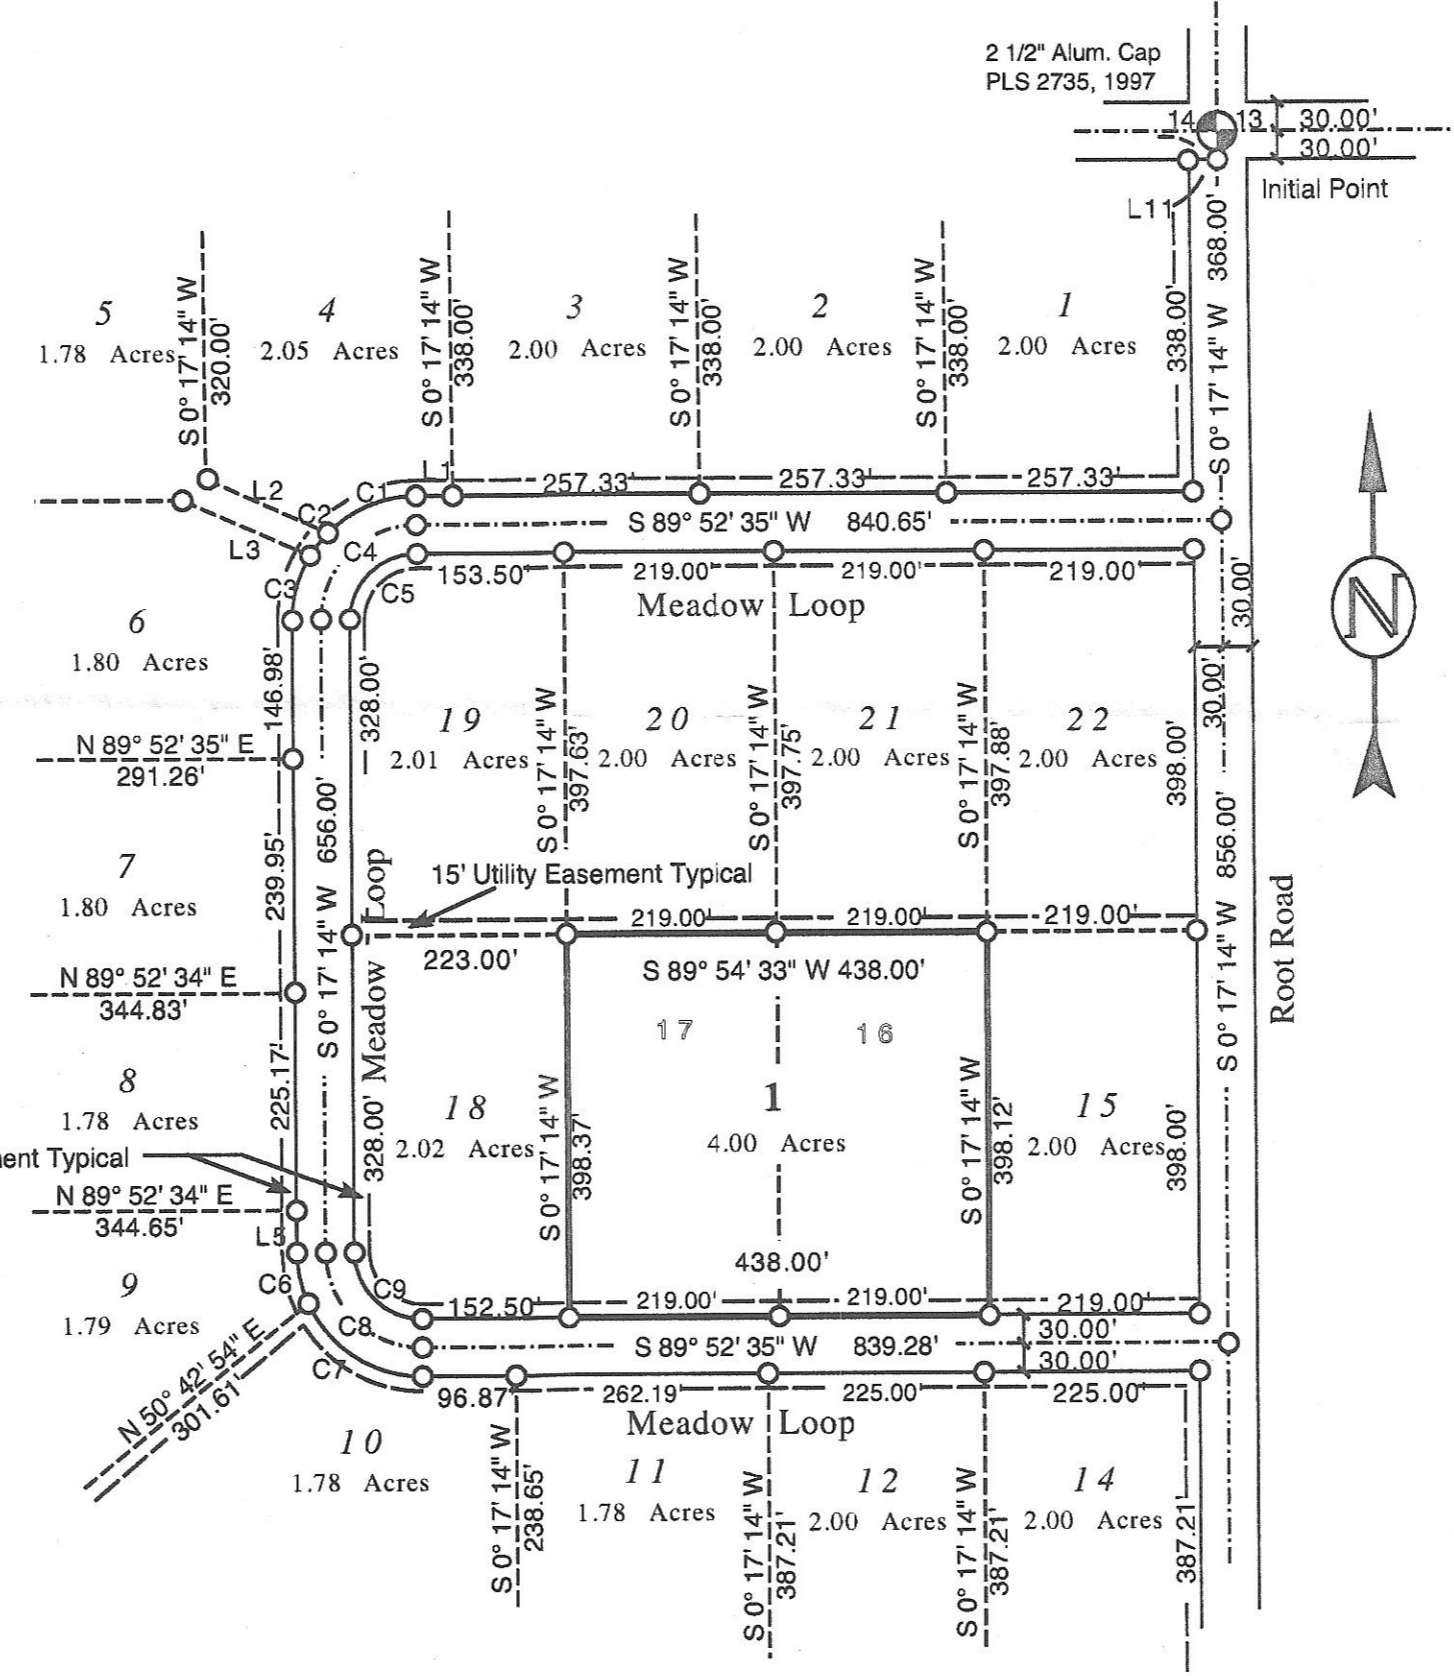 2 1/2" Alum. Cap
PLS 2735, 1997
14
13
30.00'
30.00'
Initial Point
L11
368.00'
S 0° 17' 14" W
5
1.78 Acres
S 0° 17' 14" W
320.00'
4
2.05 Acres
S 0° 17' 14" W
338.00'
3
2.00 Acres
S 0° 17' 14" W
338.00'
2
2.00 Acres
S 0° 17' 14" W
338.00'
1
2.00 Acres
338.00'
L1
L2
C1
C2
L3
C4
C3
C5
257.33'
257.33'
257.33'
S 89° 52' 35" W 840.65'
153.50'
219.00'
219.00'
219.00'
Meadow Loop
30.00'
30.00'
N
6
1.80 Acres
146.98'
328.00'
N 89° 52' 35" E
291.26'
19
2.01 Acres
S 0° 17' 14" W
397.63'
20
2.00 Acres
S 0° 17' 14" W
397.75'
21
2.00 Acres
S 0° 17' 14" W
397.88'
22
2.00 Acres
398.00'
7
1.80 Acres
239.95'
S 0° 17' 14" W 656.00'
Meadow Loop
15' Utility Easement Typical
219.00'
219.00'
219.00'
223.00'
S 89° 54' 33" W 438.00'
S 0° 17' 14" W 856.00'
Root Road
N 89° 52' 34" E
344.83'
17
16
8
1.78 Acres
225.17'
328.00'
18
2.02 Acres
S 0° 17' 14" W
398.37'
1
4.00 Acres
S 0° 17' 14" W
398.12'
15
2.00 Acres
398.00'
ent Typical
N 89° 52' 34" E
344.65'
L5
C6
C9
C8
C7
9
1.79 Acres
438.00'
152.50'
219.00'
219.00'
219.00'
S 89° 52' 35" W 839.28'
30.00'
30.00'
N 50° 42' 54" E
301.61'
96.87'
262.19'
225.00'
225.00'
Meadow Loop
10
1.78 Acres
S 0° 17' 14" W
238.65'
11
1.78 Acres
S 0° 17' 14" W
387.21'
12
2.00 Acres
S 0° 17' 14" W
387.21'
14
2.00 Acres
387.21'